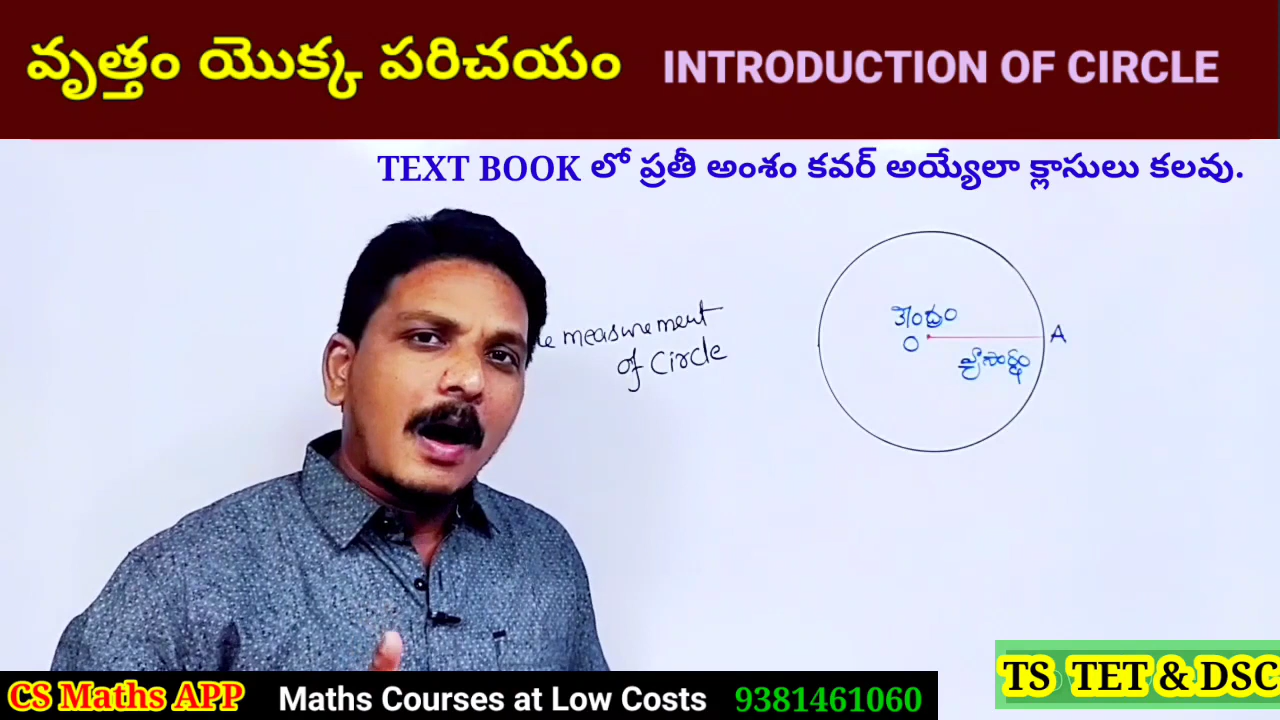 వృత్తం యొక్క పరిచయం INTRODUCTION OF CIRCLE
TEXT BOOK లో ప్రతీ అంశం కవర్ అయ్యేలా క్లాసులు కలవు.
measurement
of Circle
కేంద్రం
O
A
వ్యాసార్థం
CS Maths APP Maths Courses at Low Costs 9381461060
TS TET & DSC